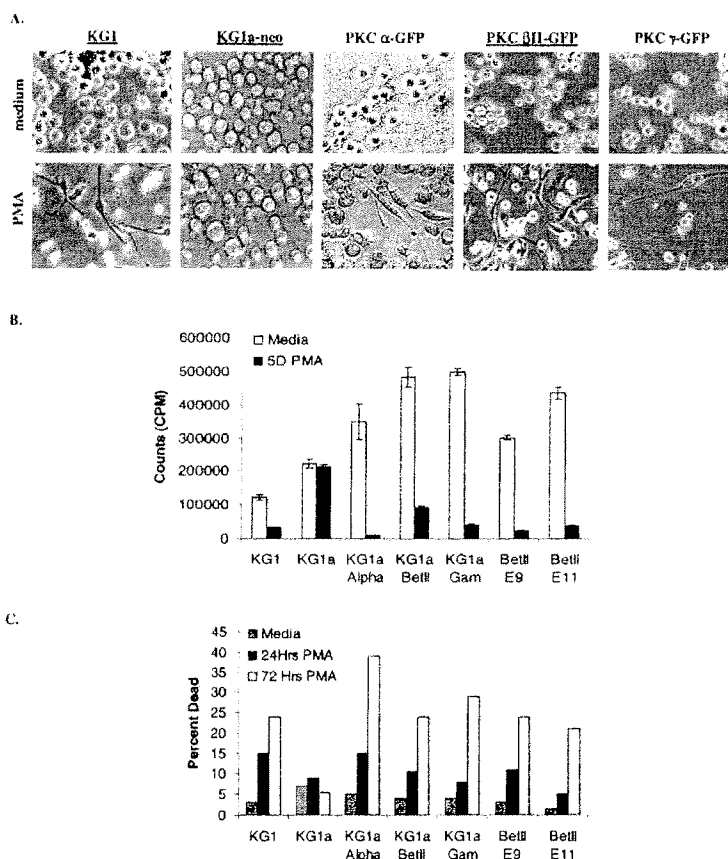 A.
KG1 KG1a-neo PKC α-GFP PKC βII-GFP PKC γ-GFP
medium
PMA
B.
600000
500000
400000
300000
200000
100000
0
Counts (CPM)
Media
5D PMA
KG1 KG1a KG1a KG1a KG1a BetII BetII
Alpha BetII Gam E9 E11
C.
45
40
35
30
25
20
15
10
5
0
Percent Dead
Media
24Hrs PMA
72 Hrs PMA
KG1 KG1a KG1a KG1a KG1a BetII BetII
Alpha BetII Gam E9 E11